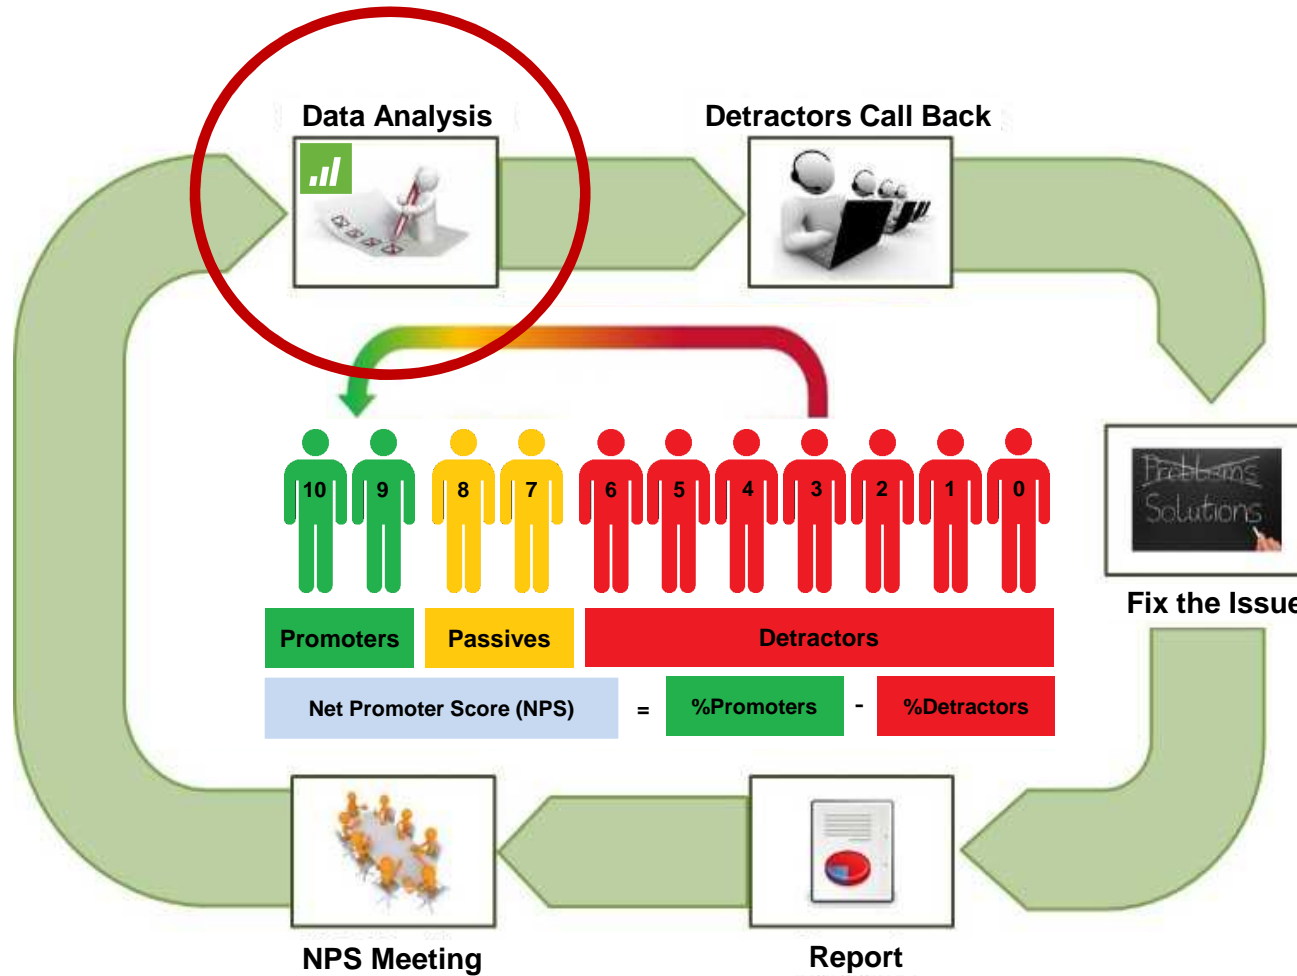 Data Analysis
Detractors Call Back
Problems
Solutions
Fix the Issue
10 9 8 7 6 5 4 3 2 1 0
Promoters Passives Detractors
Net Promoter Score (NPS) = %Promoters - %Detractors
NPS Meeting
Report